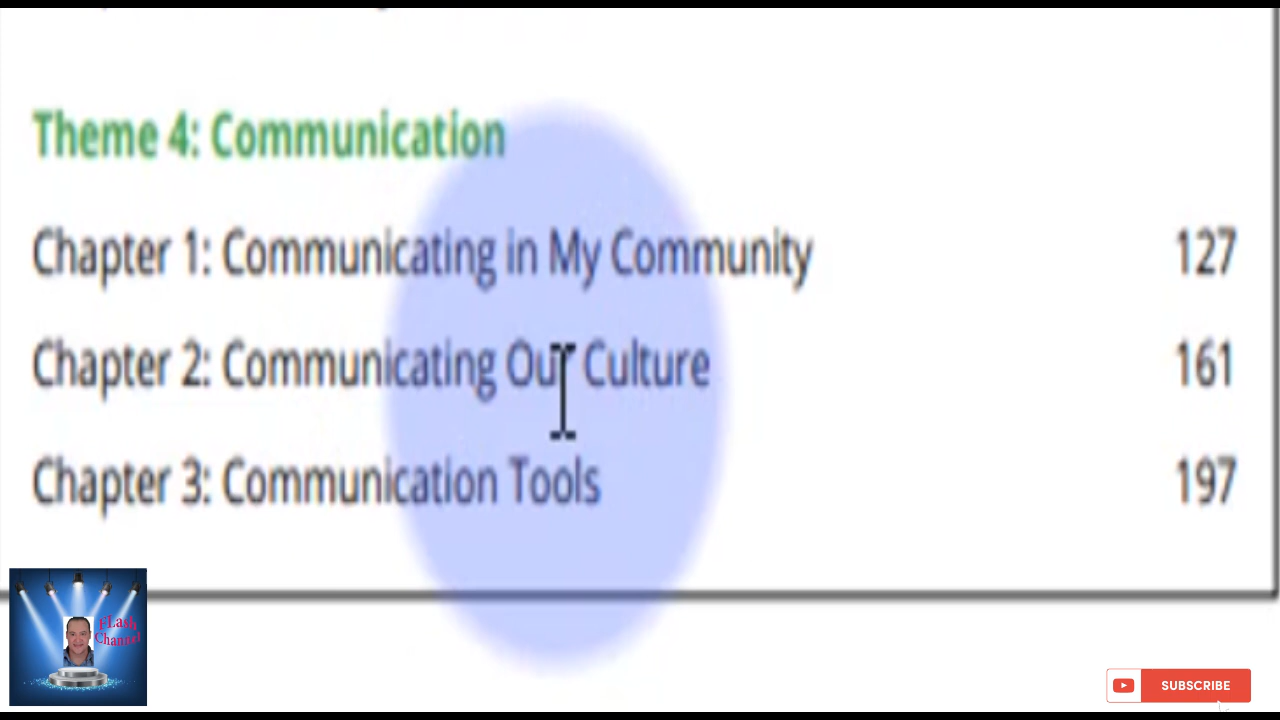 Theme 4: Communication
Chapter 1: Communicating in My Community 127
Chapter 2: Communicating Our Culture 161
Chapter 3: Communication Tools 197
FLash
Channel
SUBSCRIBE